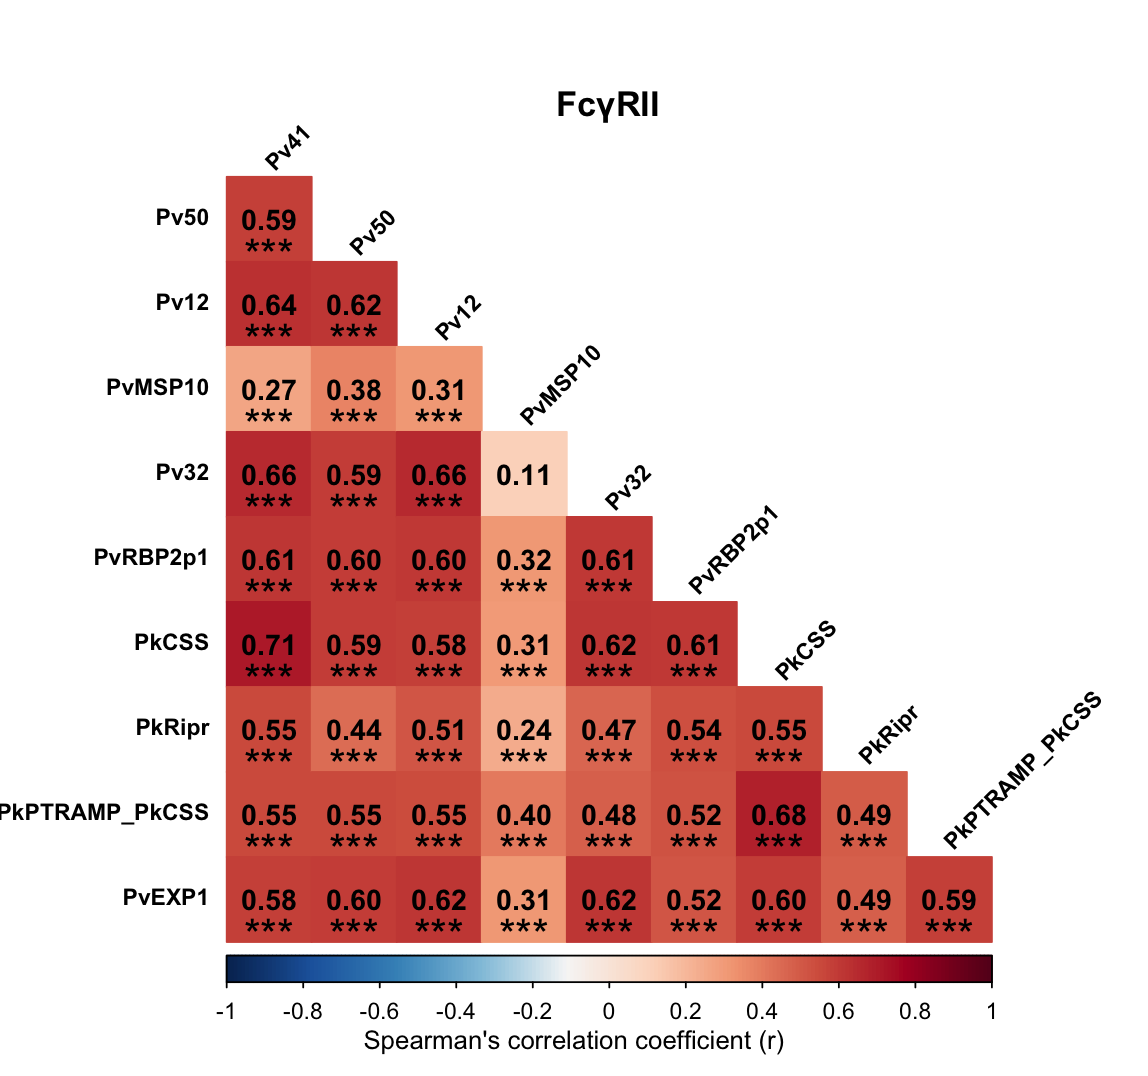 FcγRII
Pv41
Pv50 0.59 Pv50
***
Pv12 0.64 0.62 Pv12
*** ***
PvMSP10 0.27 0.38 0.31 PvMSP10
*** *** ***
Pv32 0.66 0.59 0.66 0.11 Pv32
*** *** ***
PvRBP2p1 0.61 0.60 0.60 0.32 0.61 PvRBP2p1
*** *** *** *** ***
PkCSS 0.71 0.59 0.58 0.31 0.62 0.61 PkCSS
*** *** *** *** *** ***
PkRipr 0.55 0.44 0.51 0.24 0.47 0.54 0.55 PkRipr
*** *** *** *** *** *** ***
PkPTRAMP_PkCSS 0.55 0.55 0.55 0.40 0.48 0.52 0.68 0.49 PkPTRAMP_PkCSS
*** *** *** *** *** *** *** ***
PvEXP1 0.58 0.60 0.62 0.31 0.62 0.52 0.60 0.49 0.59
*** *** *** *** *** *** *** *** ***
-1 -0.8 -0.6 -0.4 -0.2 0 0.2 0.4 0.6 0.8 1
Spearman's correlation coefficient (r)